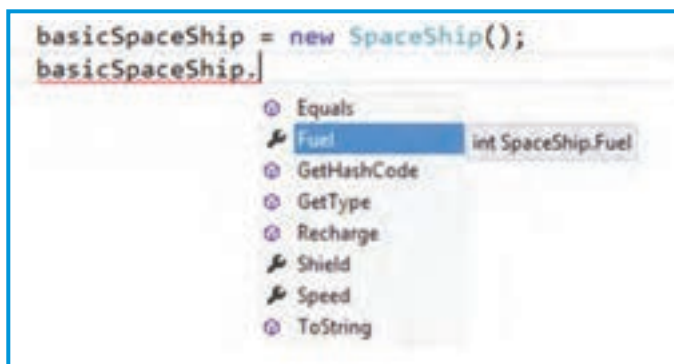 basicSpaceShip = new SpaceShip();
basicSpaceShip.
Equals
Fuel int SpaceShip.Fuel
GetHashCode
GetType
Recharge
Shield
Speed
ToString